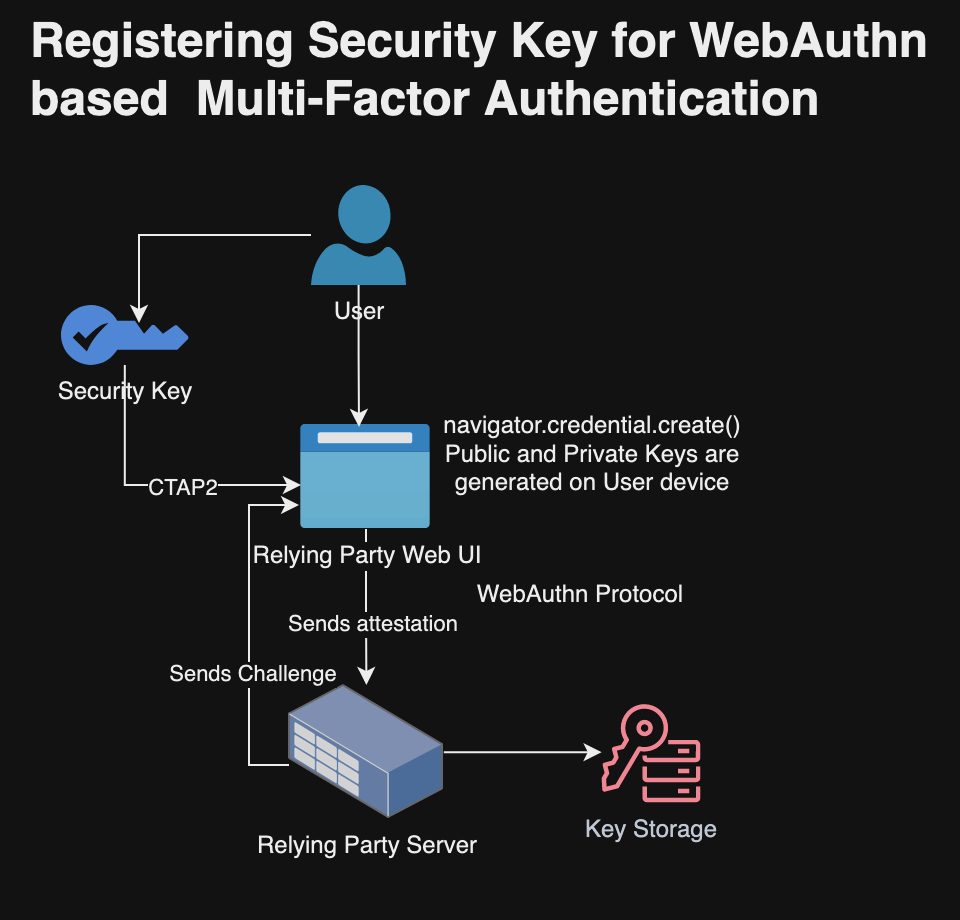 Registering Security Key for WebAuthn
based  Multi-Factor Authentication
User
Security Key
navigator.credential.create()
Public and Private Keys are
generated on User device
CTAP2
Relying Party Web UI
WebAuthn Protocol
Sends attestation
Sends Challenge
Key Storage
Relying Party Server